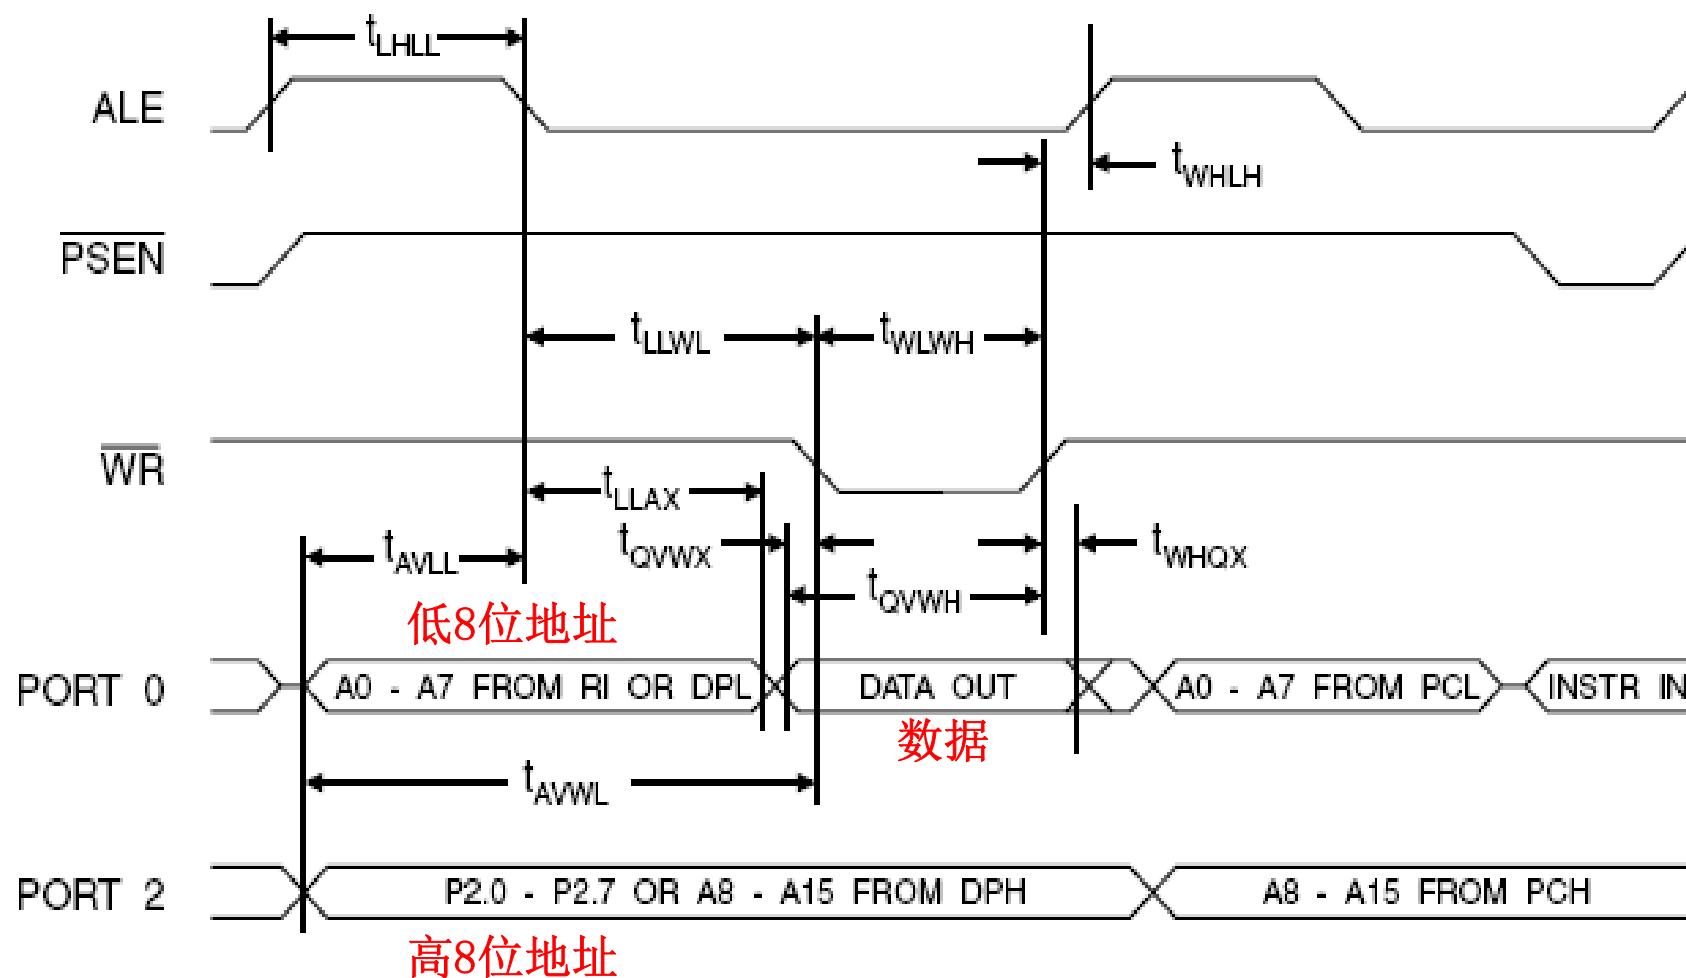 tLHLL
ALE
tWHLH
PSEN
tLLWL
tWLWH
WR
tLLAX
tAVLL
tQVWX
tWHQX
tQVWH
低8位地址
PORT 0
A0 - A7 FROM RI OR DPL
DATA OUT
A0 - A7 FROM PCL
INSTR IN
数据
tAVWL
PORT 2
P2.0 - P2.7 OR A8 - A15 FROM DPH
A8 - A15 FROM PCH
高8位地址